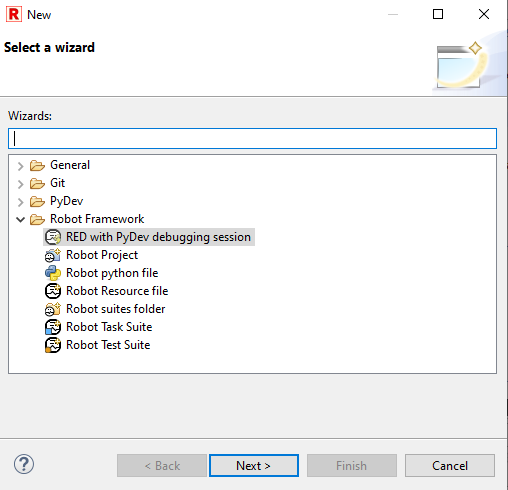 R New
Select a wizard
Wizards:
General
Git
PyDev
Robot Framework
RED with PyDev debugging session
Robot Project
Robot python file
Robot Resource file
Robot suites folder
Robot Task Suite
Robot Test Suite
? < Back Next > Finish Cancel